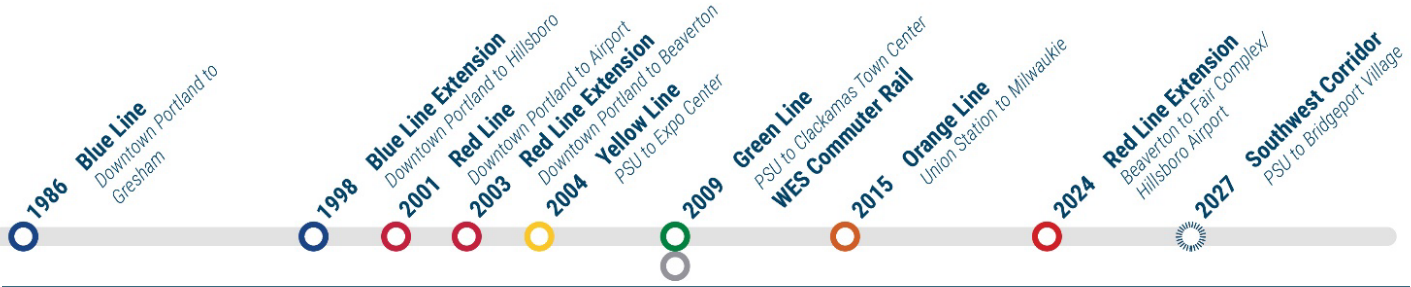 1986 Blue Line
Downtown Portland to
Gresham
1998 Blue Line Extension
Downtown Portland to Hillsboro
2001 Red Line
Downtown Portland to Airport
2003 Red Line Extension
Downtown Portland to Beaverton
2004 Yellow Line
PSU to Expo Center
2009 Green Line
PSU to Clackamas Town Center
WES Commuter Rail
2015 Orange Line
Union Station to Milwaukie
2024 Red Line Extension
Beaverton to Fair Complex/
Hillsboro Airport
2027 Southwest Corridor
PSU to Bridgeport Village